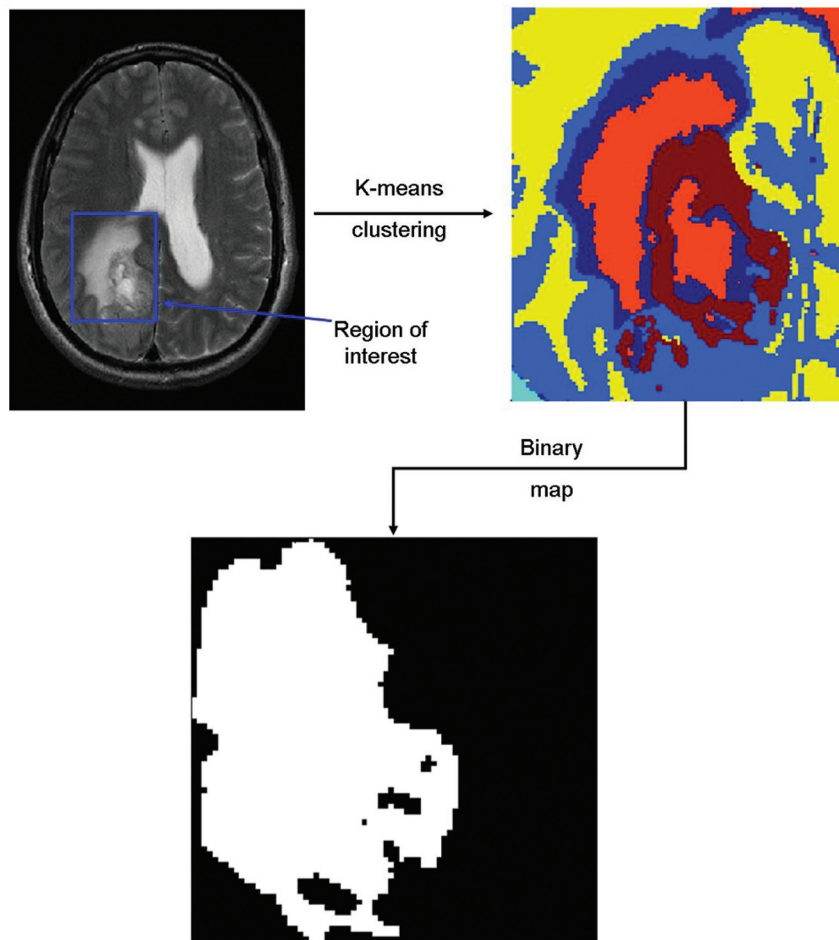 K-means
clustering
Region of
interest
Binary
map